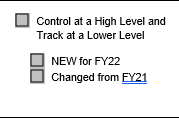 Control at a High Level and
Track at a Lower Level
NEW for FY22
Changed from FY21